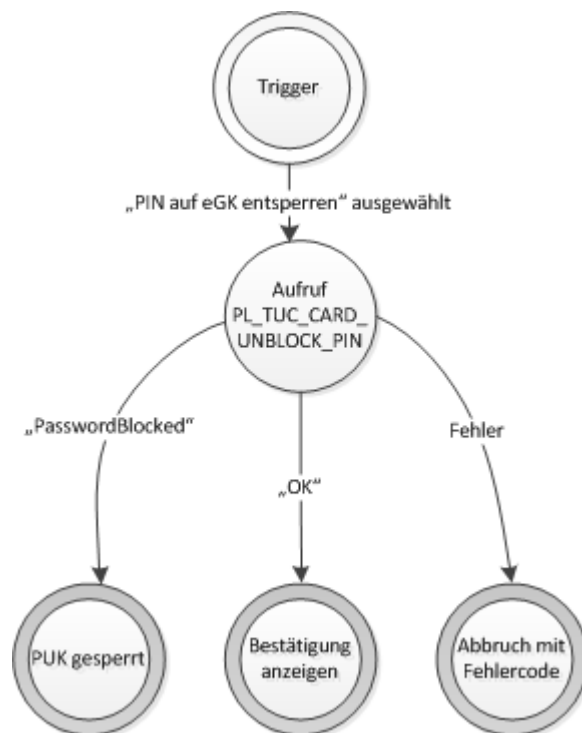 Trigger
„PIN auf eGK entsperren“ ausgewählt
Aufruf
PL_TUC_CARD_
UNBLOCK_PIN
„PasswordBlocked“
Fehler
„OK“
PUK gesperrt
Bestätigung
anzeigen
Abbruch mit
Fehlercode